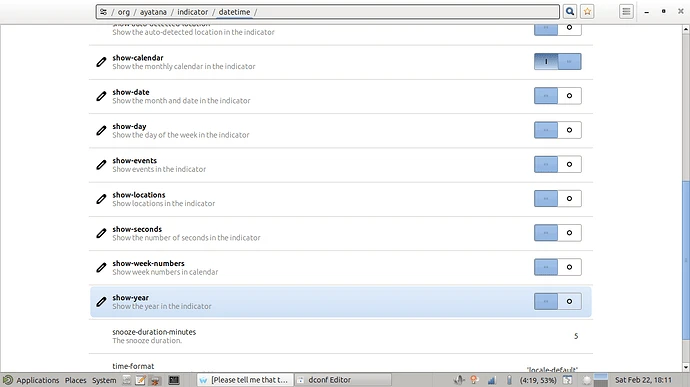 / org / ayatana / indicator / datetime /
Show the auto-detected location in the indicator
show-calendar
Show the monthly calendar in the indicator
show-date
Show the month and date in the indicator
show-day
Show the day of the week in the indicator
show-events
Show events in the indicator
show-locations
Show locations in the indicator
show-seconds
Show the number of seconds in the indicator
show-week-numbers
Show week numbers in calendar
show-year
Show the year in the indicator
snooze-duration-minutes
5
The snooze duration.
time-format
'locale-default'
Applications Places System [Please tell me that t... dconf Editor (4:19, 53%) Sat Feb 22, 18:11